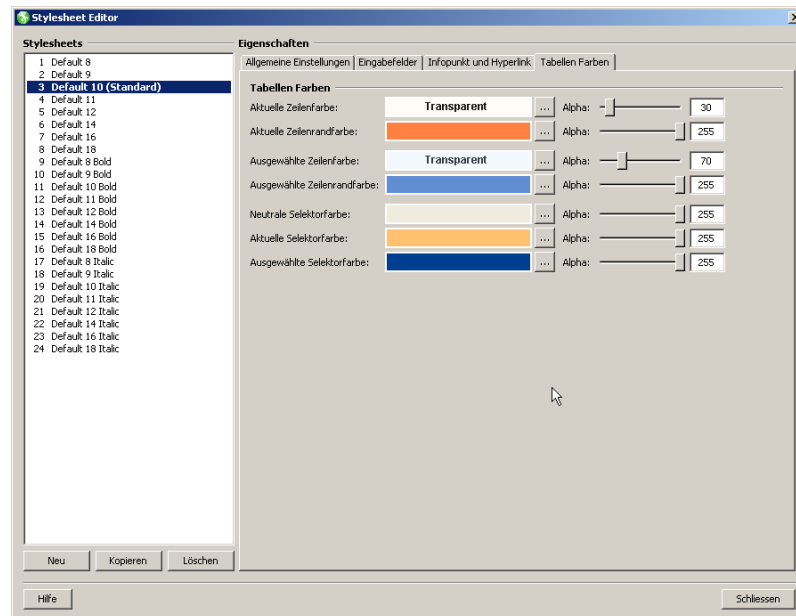 Stylesheet Editor
Stylesheets
1 Default 8
2 Default 9
3 Default 10 (Standard)
4 Default 11
5 Default 12
6 Default 14
7 Default 16
8 Default 18
9 Default 8 Bold
10 Default 9 Bold
11 Default 10 Bold
12 Default 11 Bold
13 Default 12 Bold
14 Default 14 Bold
15 Default 16 Bold
16 Default 18 Bold
17 Default 8 Italic
18 Default 9 Italic
19 Default 10 Italic
20 Default 11 Italic
21 Default 12 Italic
22 Default 14 Italic
23 Default 16 Italic
24 Default 18 Italic
Neu Kopieren Löschen
Eigenschaften
Allgemeine Einstellungen Eingabefelder Infopunkt und Hyperlink Tabellen Farben
Tabellen Farben
Aktuelle Zeilenfarbe: Transparent ... Alpha: 30
Aktuelle Zeilenrandfarbe: ... Alpha: 255
Ausgewählte Zeilenfarbe: Transparent ... Alpha: 70
Ausgewählte Zeilenrandfarbe: ... Alpha: 255
Neutrale Selektorfarbe: ... Alpha: 255
Aktuelle Selektorfarbe: ... Alpha: 255
Ausgewählte Selektorfarbe: ... Alpha: 255
Hilfe Schliessen